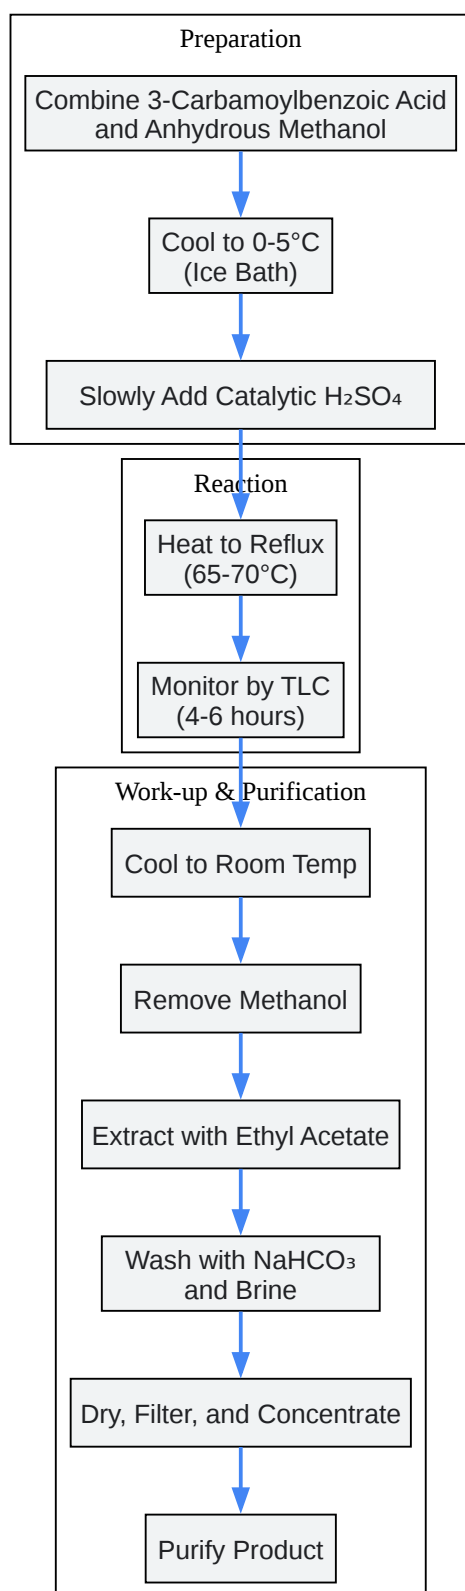 Preparation
Combine 3-Carbamoylbenzoic Acid
and Anhydrous Methanol
Cool to 0-5°C
(Ice Bath)
Slowly Add Catalytic H₂SO₄
Reaction
Heat to Reflux
(65-70°C)
Monitor by TLC
(4-6 hours)
Work-up & Purification
Cool to Room Temp
Remove Methanol
Extract with Ethyl Acetate
Wash with NaHCO₃
and Brine
Dry, Filter, and Concentrate
Purify Product